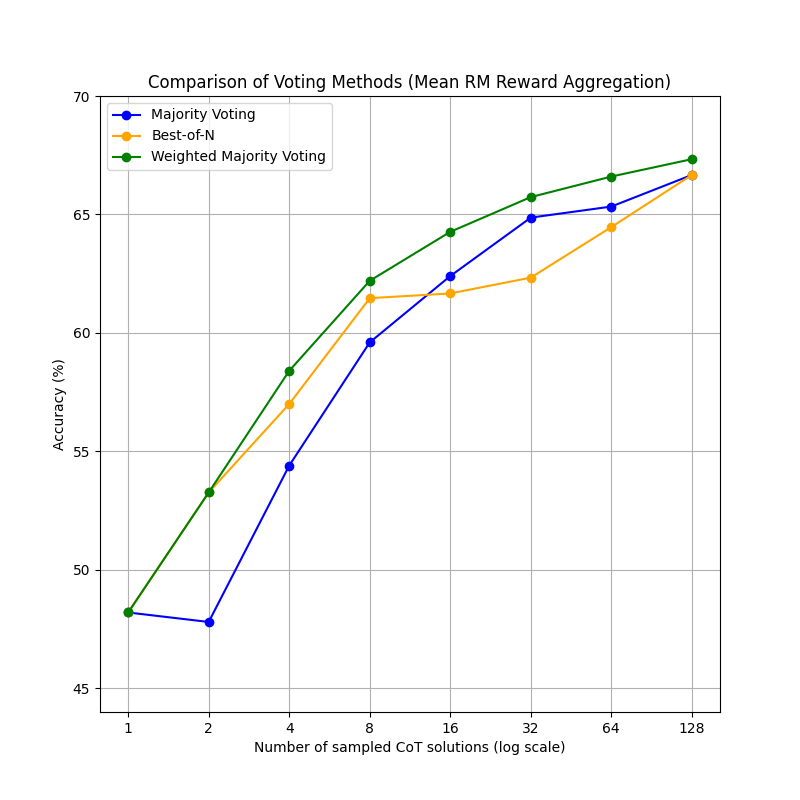 Comparison of Voting Methods (Mean RM Reward Aggregation)
Majority Voting
Best-of-N
Weighted Majority Voting
Accuracy (%)
70
65
60
55
50
45
1 2 4 8 16 32 64 128
Number of sampled CoT solutions (log scale)